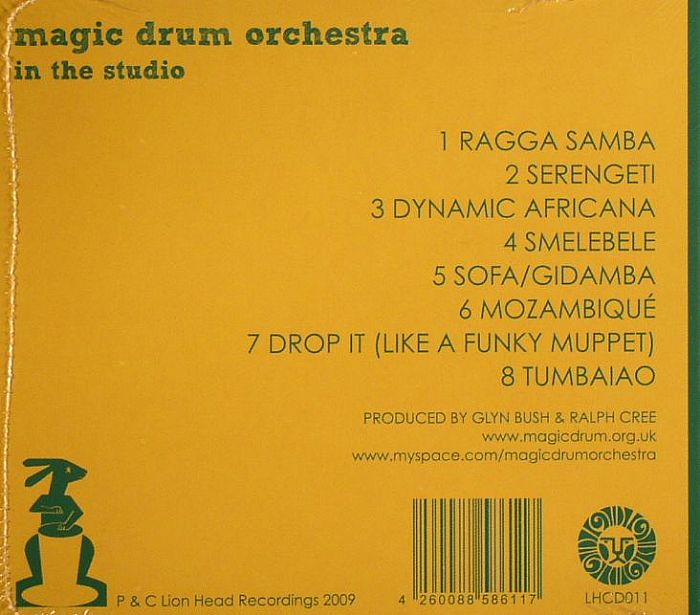 magic drum orchestra
in the studio
1 RAGGA SAMBA
2 SERENGETI
3 DYNAMIC AFRICANA
4 SMELEBELE
5 SOFA/GIDAMBA
6 MOZAMBIQUÉ
7 DROP IT (LIKE A FUNKY MUPPET)
8 TUMBAIAO
PRODUCED BY GLYN BUSH & RALPH CREE
www.magicdrum.org.uk
www.myspace.com/magicdrumorchestra
P & C Lion Head Recordings 2009
4 260088 586117
LHCD011